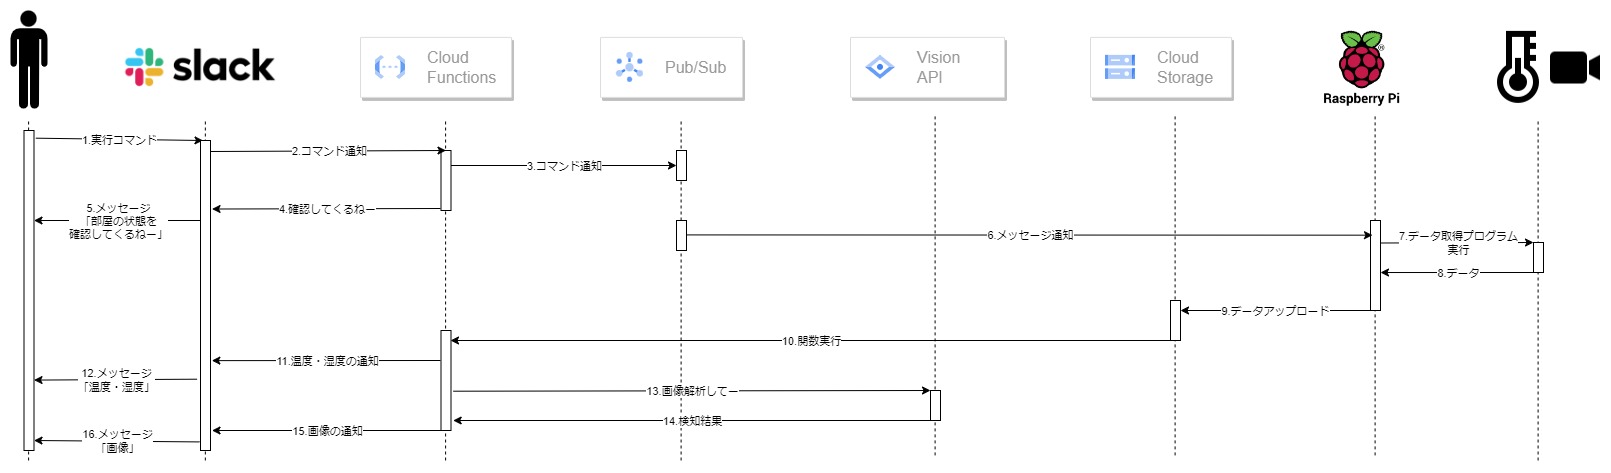 slack
Cloud
Functions
Pub/Sub
Vision
API
Cloud
Storage
Raspberry Pi
1.実行コマンド
2.コマンド通知
3.コマンド通知
4.確認してくるねー
5.メッセージ
「部屋の状態を
確認してくるねー」
6.メッセージ通知
7.データ取得プログラム
実行
8.データ
9.データアップロード
10.関数実行
11.温度・湿度の通知
12.メッセージ
「温度・湿度」
13.画像解析してー
14.検知結果
15.画像の通知
16.メッセージ
「画像」